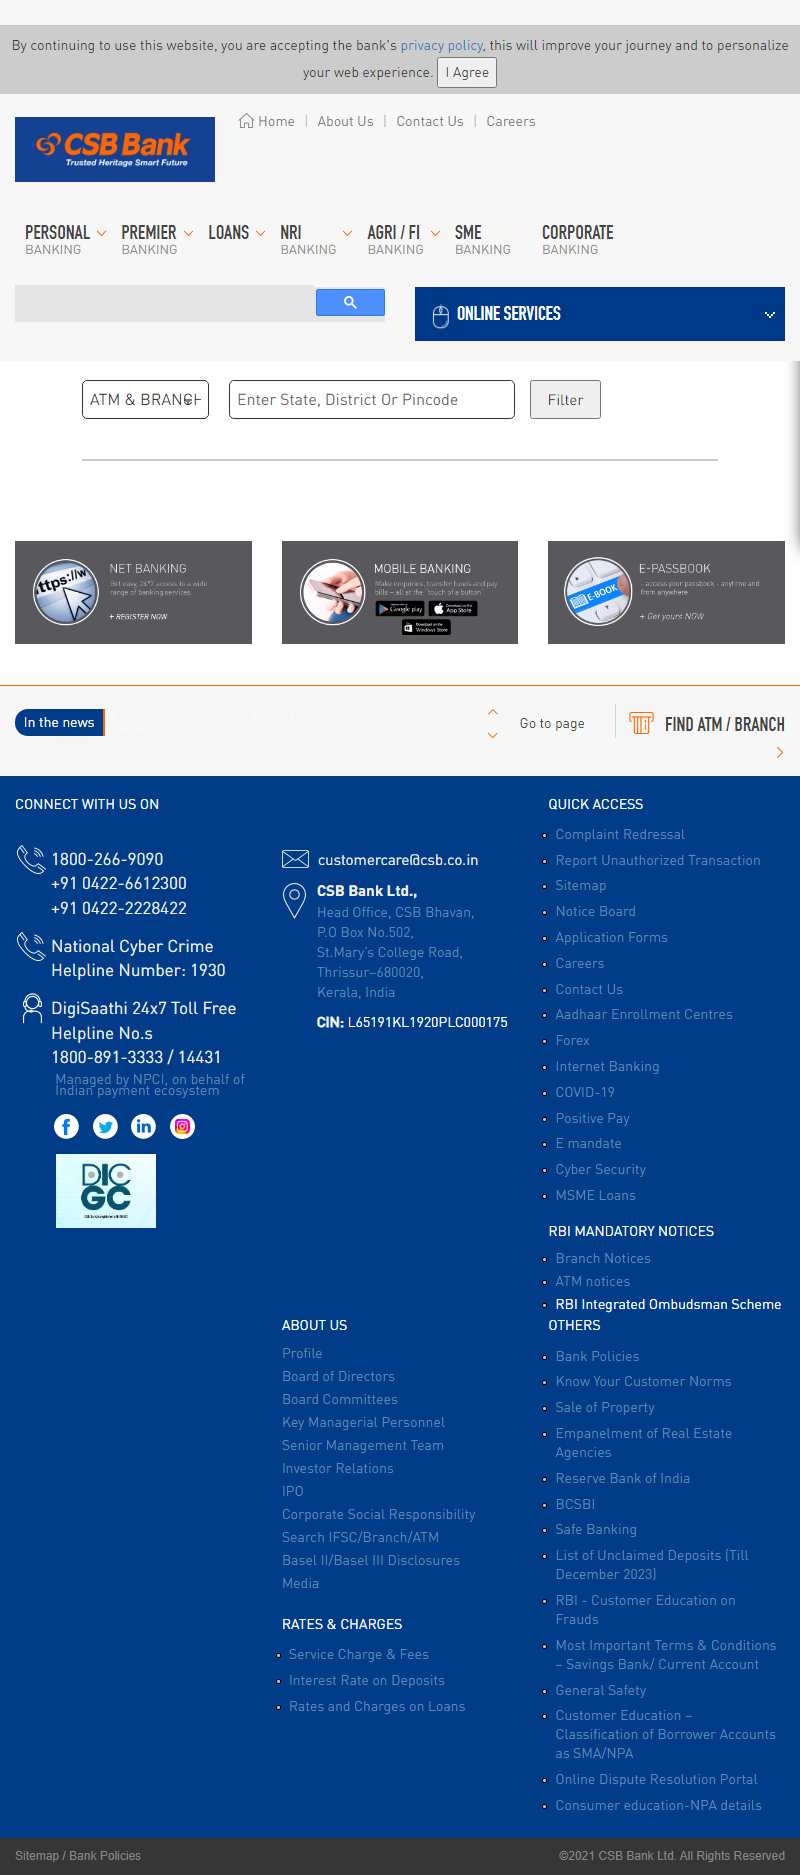 By continuing to use this website, you are accepting the bank's privacy policy, this will improve your journey and to personalize
your web experience. I Agree
CSB Bank
Trusted Heritage Smart Future
Home | About Us | Contact Us | Careers
PERSONAL BANKING
PREMIER BANKING
LOANS
NRI BANKING
AGRI / FI BANKING
SME BANKING
CORPORATE BANKING
ONLINE SERVICES
ATM & BRANCH
Enter State, District Or Pincode
Filter
ttps://w
NET BANKING
Get easy, 24*7 access to a wide
range of banking services.
+ REGISTER NOW
MOBILE BANKING
Make enquiries, transfer funds and pay
bills – all at the "touch of a button"
Google play
App Store
Download on the
Windows Store
E-BOOK
E-PASSBOOK
- access your passbook - anytime and
from anywhere
+ Get yours NOW
In the news
Go to page
FIND ATM / BRANCH
CONNECT WITH US ON
1800-266-9090
+91 0422-6612300
+91 0422-2228422
National Cyber Crime
Helpline Number: 1930
DigiSaathi 24x7 Toll Free
Helpline No.s
1800-891-3333 / 14431
Managed by NPCI, on behalf of
Indian payment ecosystem
DICGC
customercare@csb.co.in
CSB Bank Ltd.,
Head Office, CSB Bhavan,
P.O Box No.502,
St.Mary's College Road,
Thrissur–680020,
Kerala, India
CIN: L65191KL1920PLC000175
ABOUT US
Profile
Board of Directors
Board Committees
Key Managerial Personnel
Senior Management Team
Investor Relations
IPO
Corporate Social Responsibility
Search IFSC/Branch/ATM
Basel II/Basel III Disclosures
Media
RATES & CHARGES
Service Charge & Fees
Interest Rate on Deposits
Rates and Charges on Loans
QUICK ACCESS
Complaint Redressal
Report Unauthorized Transaction
Sitemap
Notice Board
Application Forms
Careers
Contact Us
Aadhaar Enrollment Centres
Forex
Internet Banking
COVID-19
Positive Pay
E mandate
Cyber Security
MSME Loans
RBI MANDATORY NOTICES
Branch Notices
ATM notices
RBI Integrated Ombudsman Scheme
OTHERS
Bank Policies
Know Your Customer Norms
Sale of Property
Empanelment of Real Estate
Agencies
Reserve Bank of India
BCSBI
Safe Banking
List of Unclaimed Deposits (Till
December 2023)
RBI - Customer Education on
Frauds
Most Important Terms & Conditions
– Savings Bank/ Current Account
General Safety
Customer Education –
Classification of Borrower Accounts
as SMA/NPA
Online Dispute Resolution Portal
Consumer education-NPA details
Sitemap / Bank Policies
©2021 CSB Bank Ltd. All Rights Reserved